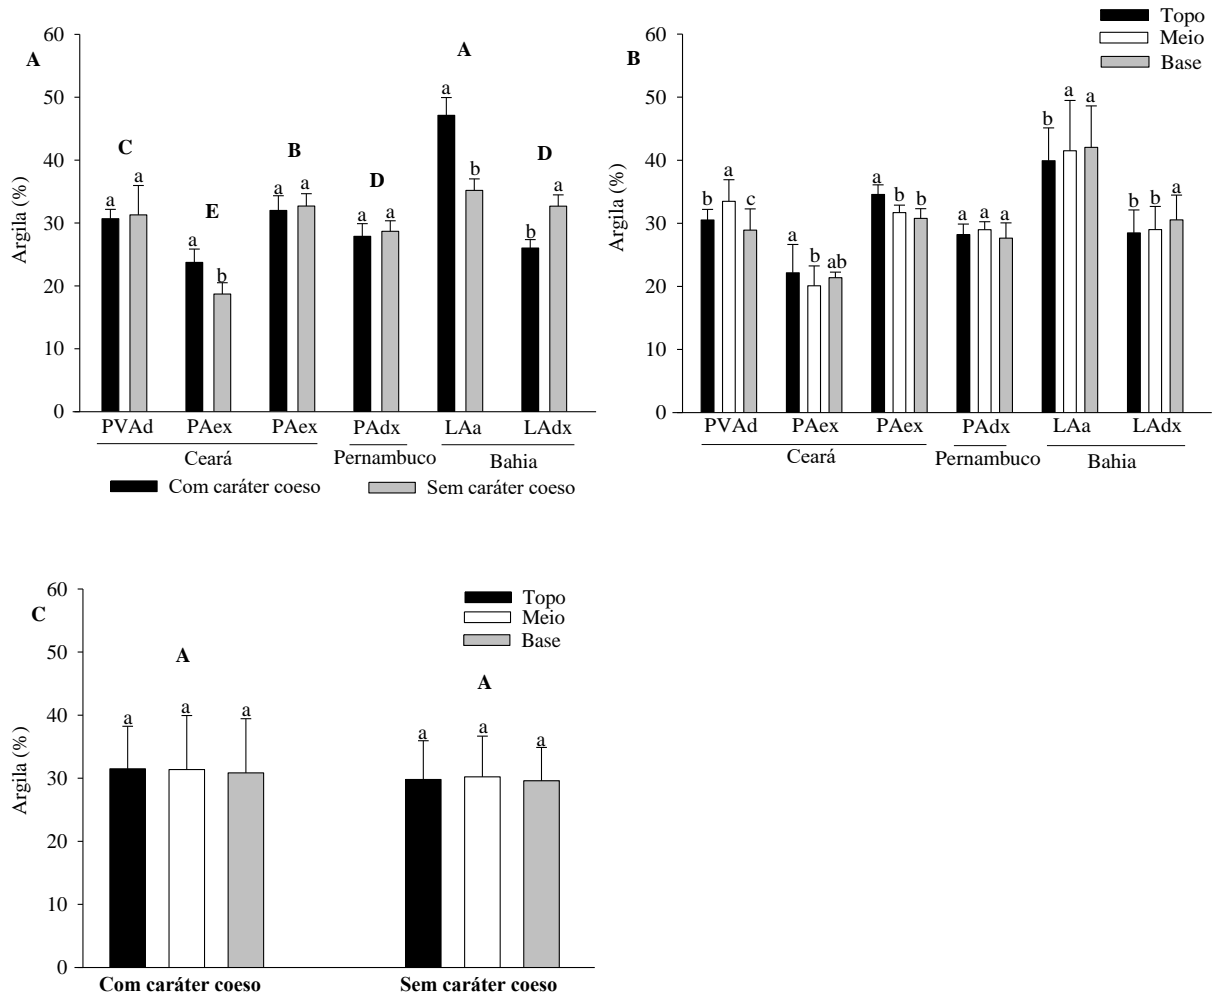 A
Argila (%)
60
50
40
30
20
10
0
A
C
B
D
D
E
a
a
a
b
a
a
a
a
a
b
b
a
PVAd PAex PAex PAdx LAa LAdx
Ceará Pernambuco Bahia
Com caráter coeso Sem caráter coeso
B
Topo
Meio
Base
Argila (%)
60
50
40
30
20
10
0
b
a
c
a
b
ab
a
b
b
a
a
a
b
a
a
b
b
a
PVAd PAex PAex PAdx LAa LAdx
Ceará Pernambuco Bahia
C
Topo
Meio
Base
Argila (%)
60
50
40
30
20
10
0
A
A
a
a
a
a
a
a
Com caráter coeso Sem caráter coeso